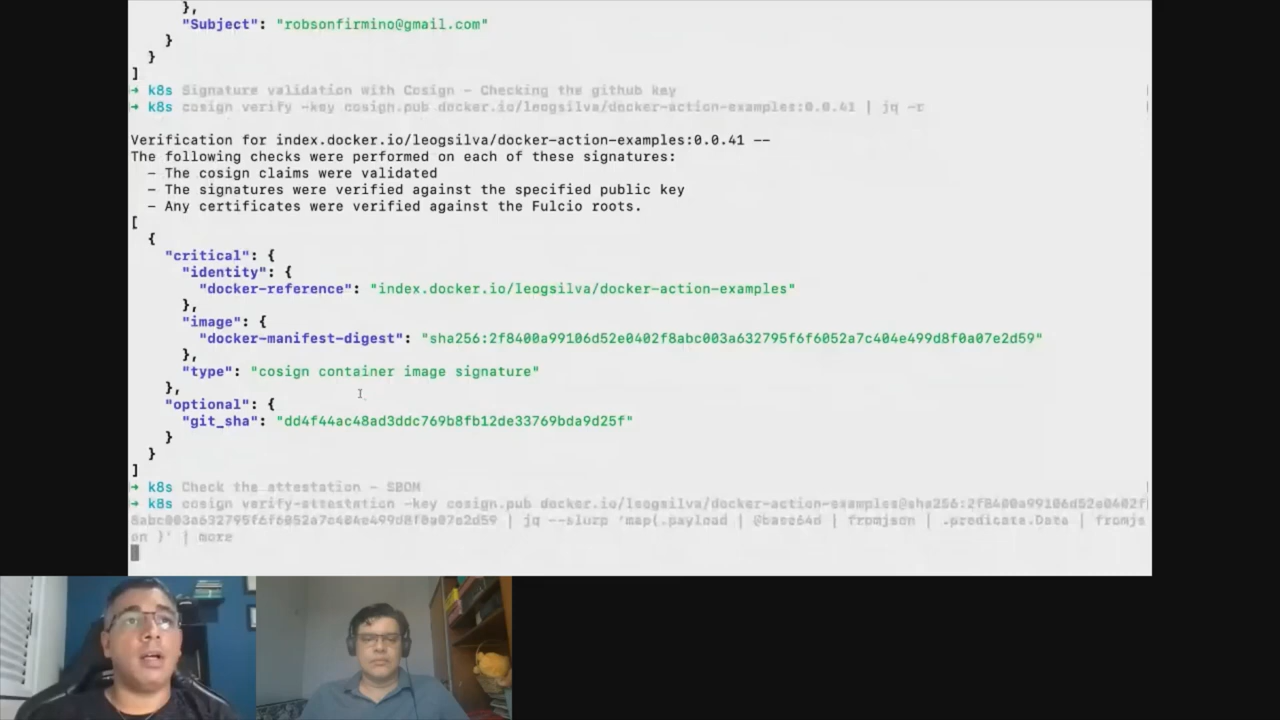 },
"Subject": "robsonfirmino@gmail.com"
}
}
]
→ k8s Signature validation with Cosign - Checking the github key
→ k8s cosign verify -key cosign.pub docker.io/leogsilva/docker-action-examples:0.0.41 | jq -r
Verification for index.docker.io/leogsilva/docker-action-examples:0.0.41 --
The following checks were performed on each of these signatures:
- The cosign claims were validated
- The signatures were verified against the specified public key
- Any certificates were verified against the Fulcio roots.
[
{
"critical": {
"identity": {
"docker-reference": "index.docker.io/leogsilva/docker-action-examples"
},
"image": {
"docker-manifest-digest": "sha256:2f8400a99106d52e0402f8abc003a632795f6f6052a7c404e499d8f0a07e2d59"
},
"type": "cosign container image signature"
},
"optional": {
"git_sha": "dd4f44ac48ad3ddc769b8fb12de33769bda9d25f"
}
}
]
→ k8s Check the attestation - SBOM
→ k8s cosign verify-attestation -key cosign.pub docker.io/leogsilva/docker-action-examples@sha256:2f8400a99106d52e0402f
8abc003a632795f6f6052a7c404e499d8f0a07e2d59 | jq --slurp 'map(.payload | @base64d | fromjson | .predicate.Data | fromjs
on )' | more